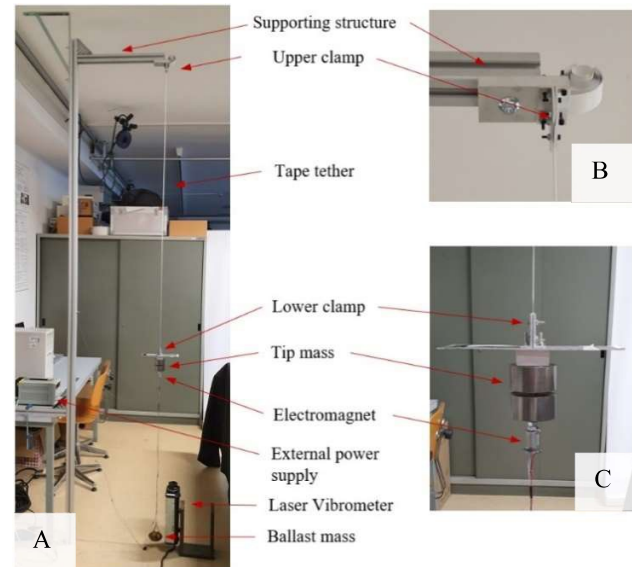 Supporting structure
Upper clamp
B
Tape tether
Lower clamp
Tip mass
Electromagnet
External power
supply
Laser Vibrometer
Ballast mass
A
C